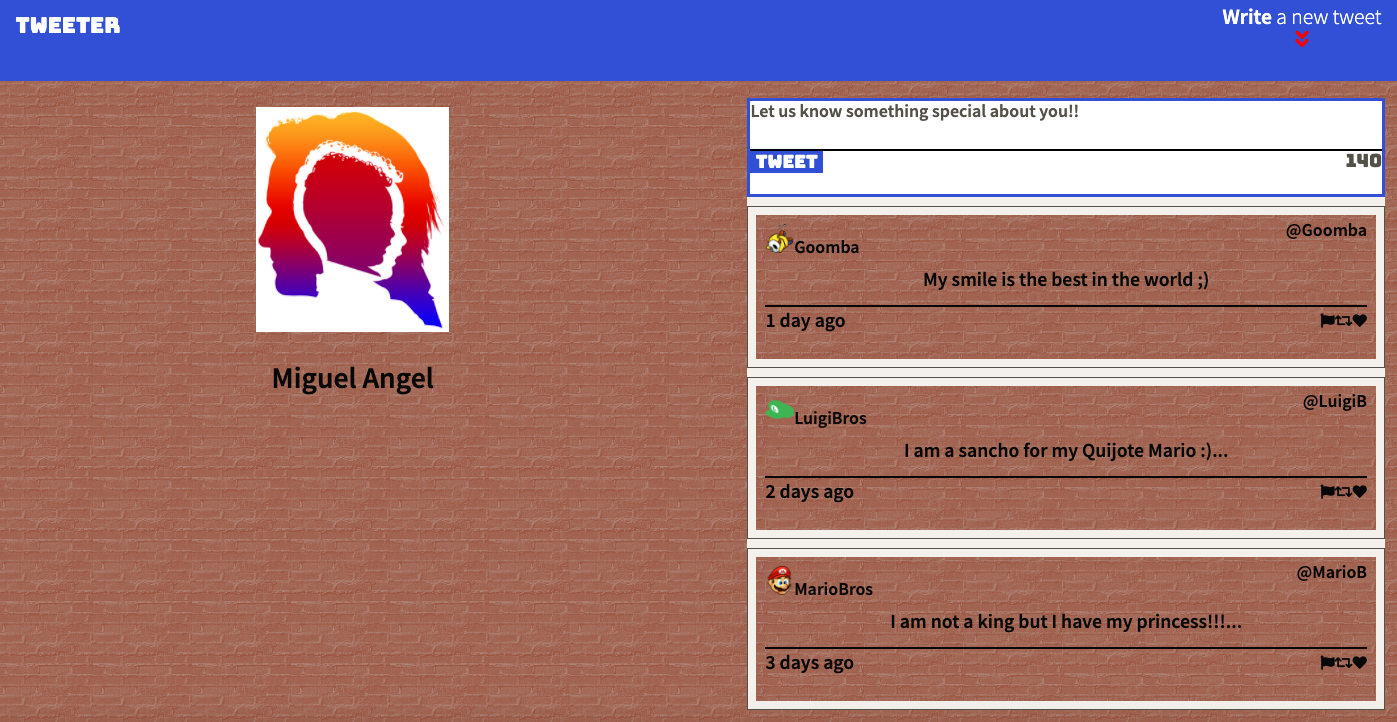 TWEETER
Write a new tweet
Miguel Angel
Let us know something special about you!!
TWEET 140
@Goomba
Goomba
My smile is the best in the world ;)
1 day ago
@LuigiB
LuigiBros
I am a sancho for my Quijote Mario :)...
2 days ago
@MarioB
MarioBros
I am not a king but I have my princess!!!...
3 days ago